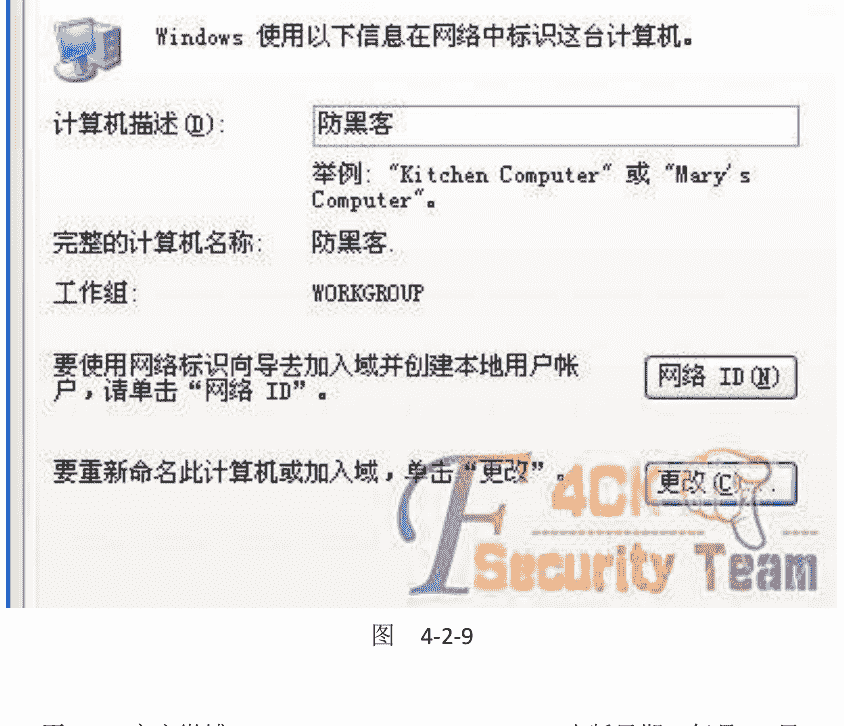 Windows 使用以下信息在网络中标识这台计算机。
计算机描述(D):
防黑客
举例: "Kitchen Computer" 或 "Mary's
Computer"。
完整的计算机名称:
防黑客.
工作组:
WORKGROUP
要使用网络标识向导去加入域并创建本地用户帐
户，请单击“网络 ID”。
网络 ID(N)
要重新命名此计算机或加入域，单击“更改”。
更改(C)...
F4CK
Security Team
图 4-2-9